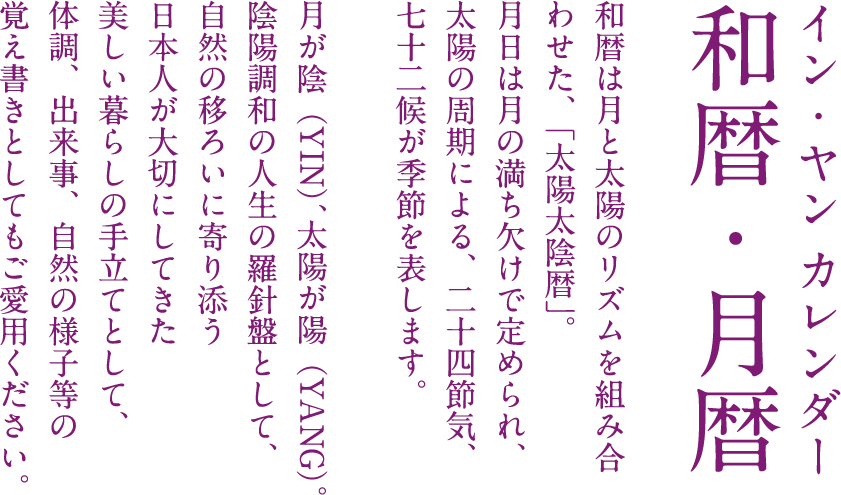 イン・ヤン カレンダー
和暦・月暦
和暦は月と太陽のリズムを組み合
わせた、「太陽太陰暦」。
月日は月の満ち欠けで定められ、
太陽の周期による、二十四節気、
七十二候が季節を表します。
月が陰（YIN）、太陽が陽（YANG）。
陰陽調和の人生の羅針盤として、
自然の移ろいに寄り添う
日本人が大切にしてきた
美しい暮らしの手立てとして、
体調、出来事、自然の様子等の
覚え書きとしてもご愛用ください。